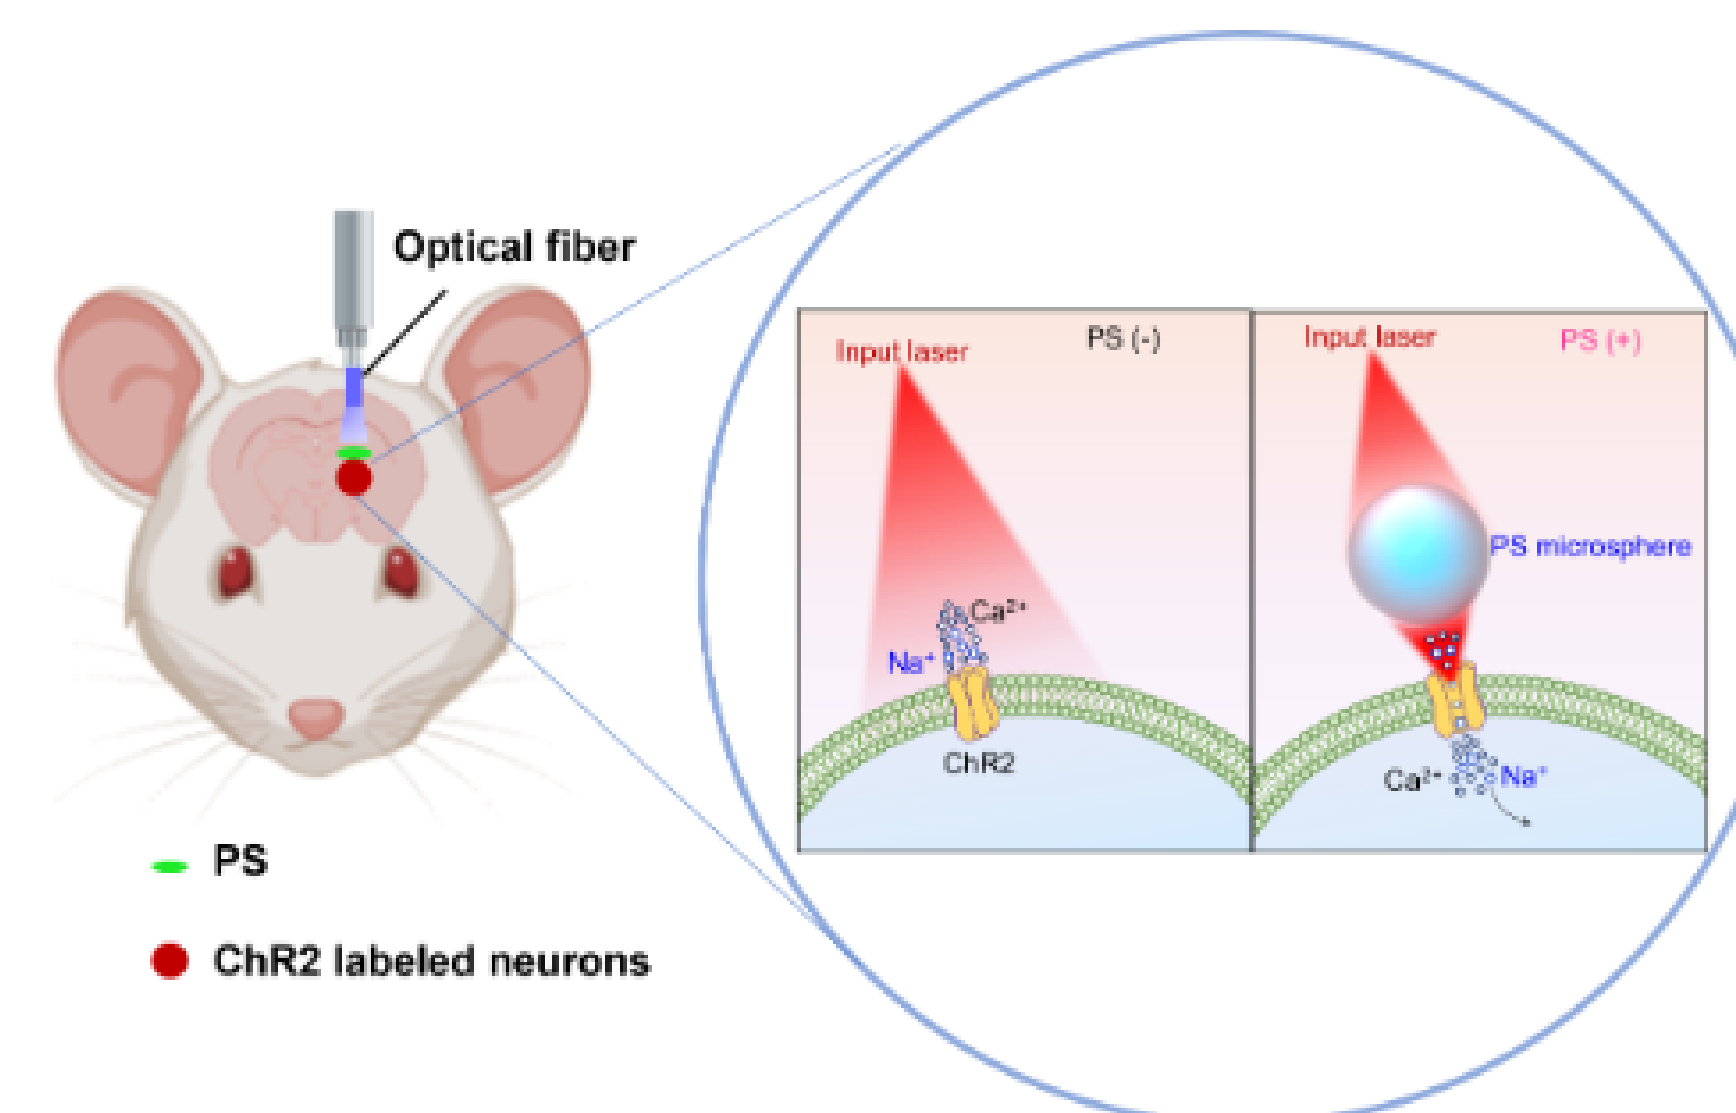 Optical fiber
PS
ChR2 labeled neurons
Input laser
PS (-)
Ca²⁺
Na⁺
ChR2
Input laser
PS (+)
PS microsphere
Ca²⁺
Na⁺